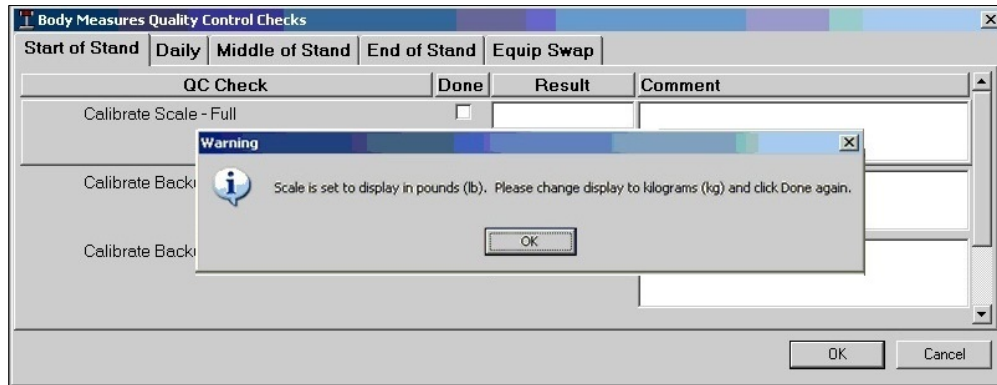 Body Measures Quality Control Checks
Start of Stand Daily Middle of Stand End of Stand Equip Swap
QC Check Done Result Comment
Calibrate Scale - Full
Warning
Scale is set to display in pounds (lb). Please change display to kilograms (kg) and click Done again.
Calibrate
OK
Calibrate
OK Cancel